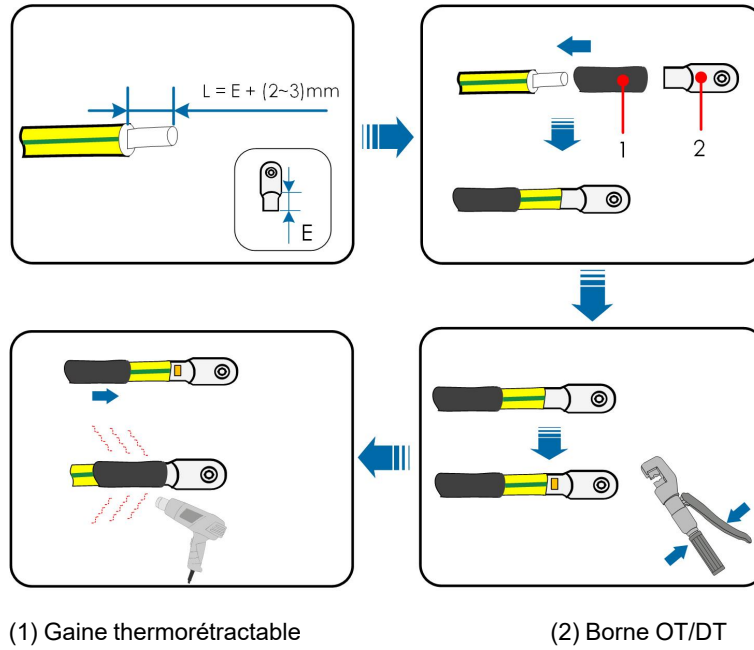 L = E + (2~3)mm
E
1 2
(1) Gaine thermorétractable (2) Borne OT/DT